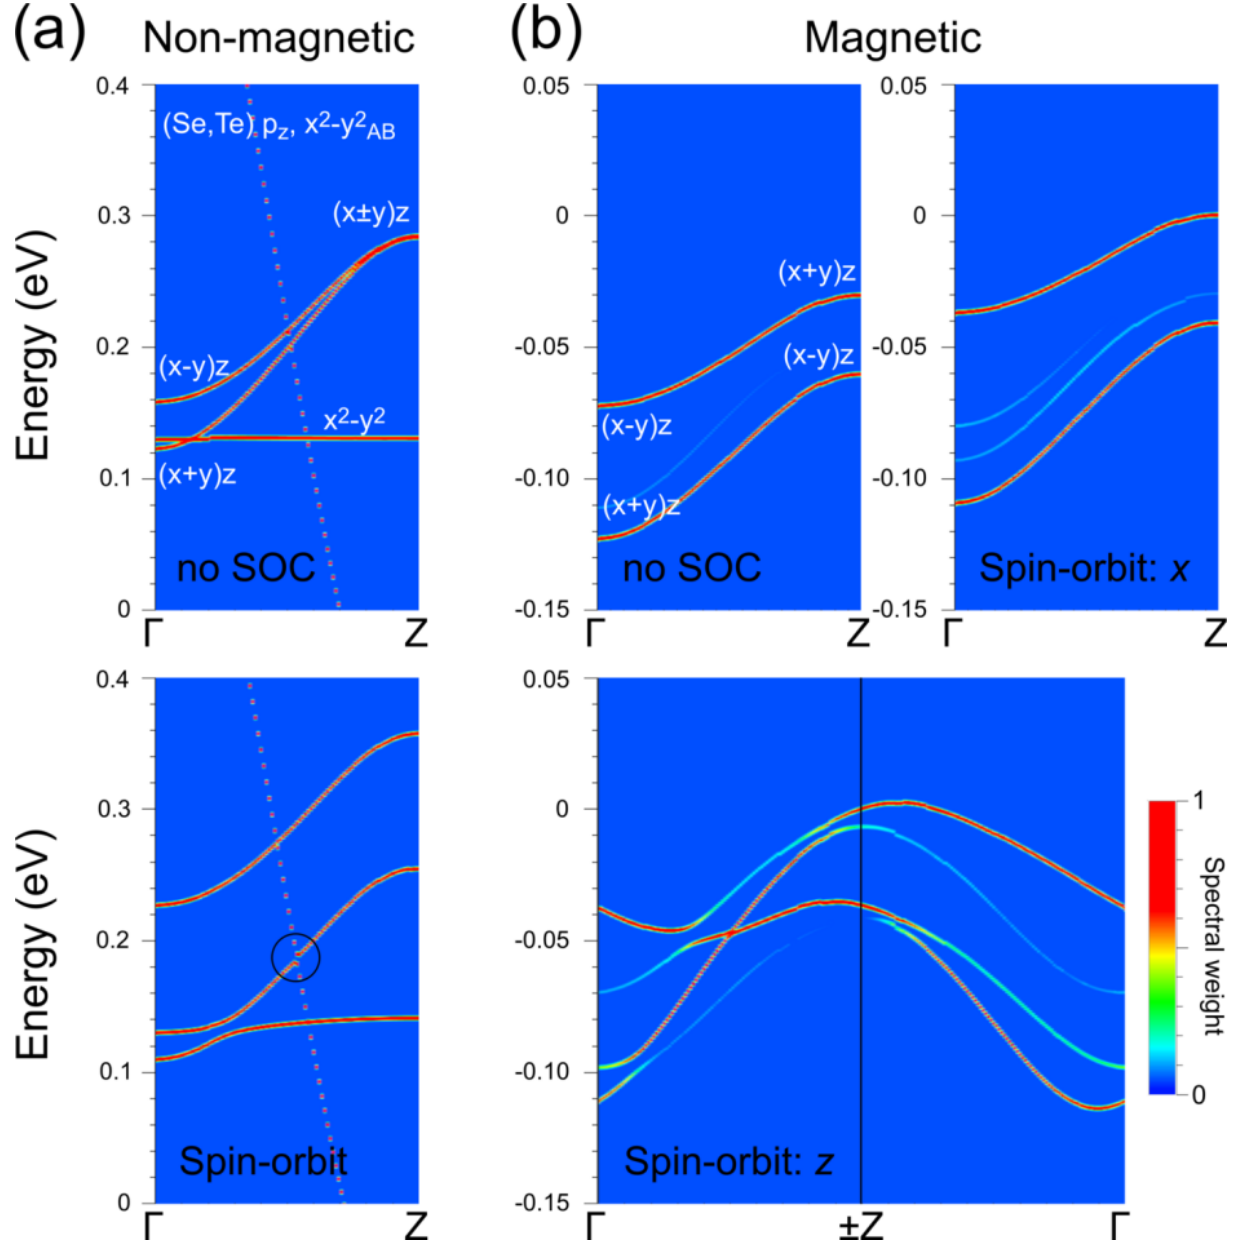 (a) Non-magnetic
(b) Magnetic
Energy (eV)
0.4
0.3
0.2
0.1
0
(Se,Te) p_z, x²-y²_AB
(x±y)z
(x-y)z
x²-y²
(x+y)z
no SOC
Γ Z
0.05
0
-0.05
-0.10
-0.15
(x+y)z
(x-y)z
(x-y)z
(x+y)z
no SOC
Γ Z
0.05
0
-0.05
-0.10
-0.15
Spin-orbit: x
Γ Z
Energy (eV)
0.4
0.3
0.2
0.1
0
Spin-orbit
Γ Z
0.05
0
-0.05
-0.10
-0.15
Spin-orbit: z
Γ ±Z Γ
1
Spectral weight
0